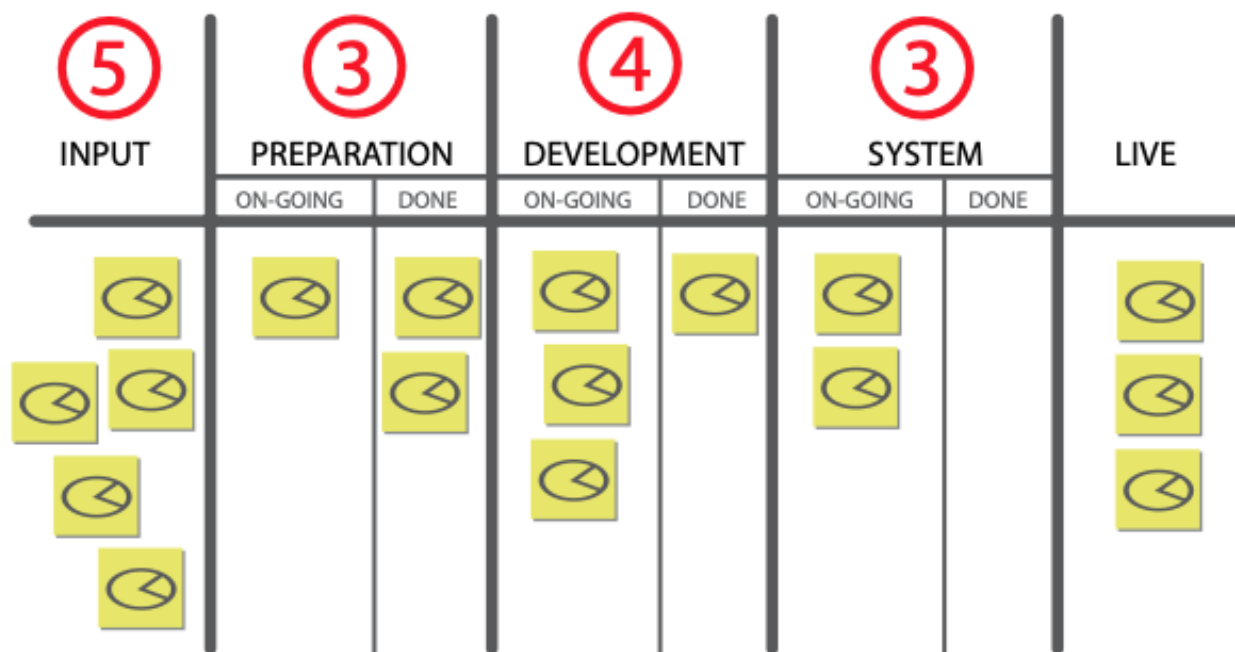 5 3 4 3
INPUT PREPARATION DEVELOPMENT SYSTEM LIVE
ON-GOING DONE ON-GOING DONE ON-GOING DONE